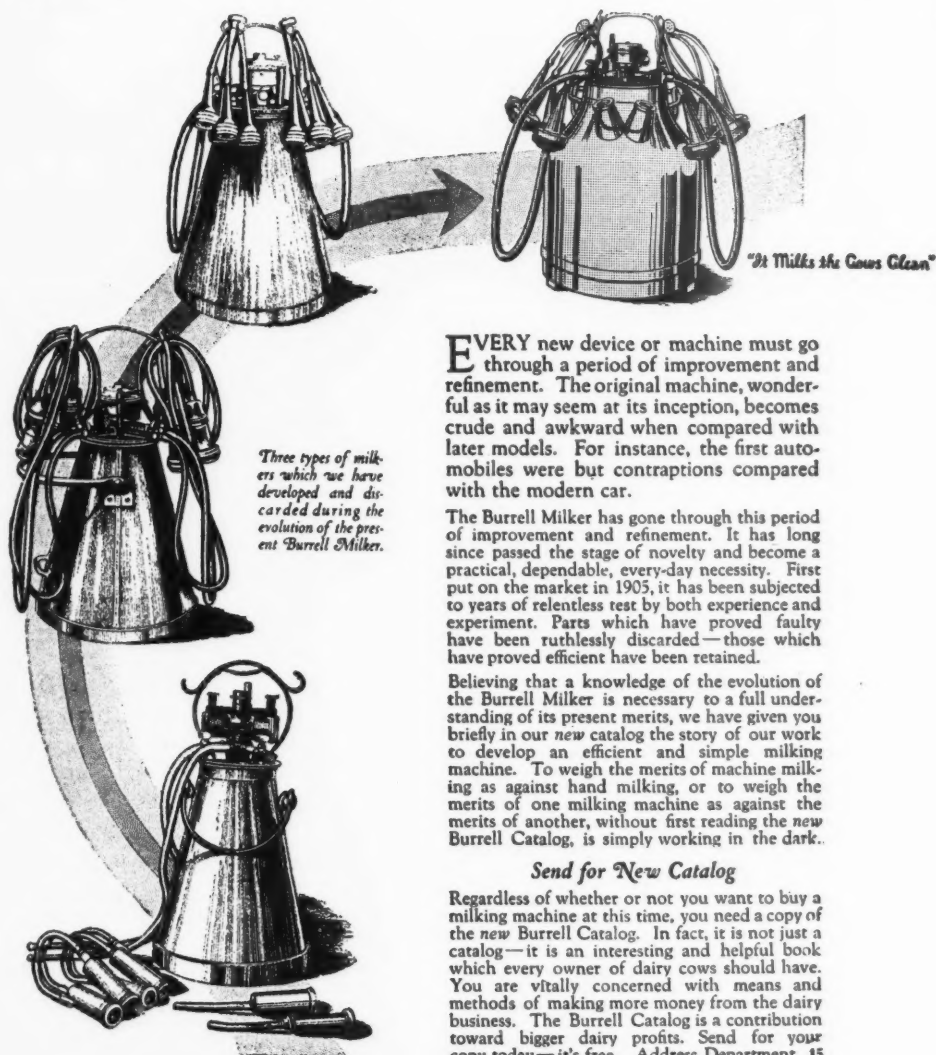 "It Milks the Cows Clean"
Three types of milk-
ers which we have
developed and dis-
carded during the
evolution of the pres-
ent Burrell Milker.
EVERY new device or machine must go
through a period of improvement and
refinement. The original machine, wonder-
ful as it may seem at its inception, becomes
crude and awkward when compared with
later models. For instance, the first auto-
mobiles were but contraptions compared
with the modern car.
The Burrell Milker has gone through this period
of improvement and refinement. It has long
since passed the stage of novelty and become a
practical, dependable, every-day necessity. First
put on the market in 1905, it has been subjected
to years of relentless test by both experience and
experiment. Parts which have proved faulty
have been ruthlessly discarded—those which
have proved efficient have been retained.
Believing that a knowledge of the evolution of
the Burrell Milker is necessary to a full under-
standing of its present merits, we have given you
briefly in our new catalog the story of our work
to develop an efficient and simple milking
machine. To weigh the merits of machine milk-
ing as against hand milking, or to weigh the
merits of one milking machine as against the
merits of another, without first reading the new
Burrell Catalog, is simply working in the dark.
Send for New Catalog
Regardless of whether or not you want to buy a
milking machine at this time, you need a copy of
the new Burrell Catalog. In fact, it is not just a
catalog—it is an interesting and helpful book
which every owner of dairy cows should have.
You are vitally concerned with means and
methods of making more money from the dairy
business. The Burrell Catalog is a contribution
toward bigger dairy profits. Send for your
copy today—it's free. Address Department 15